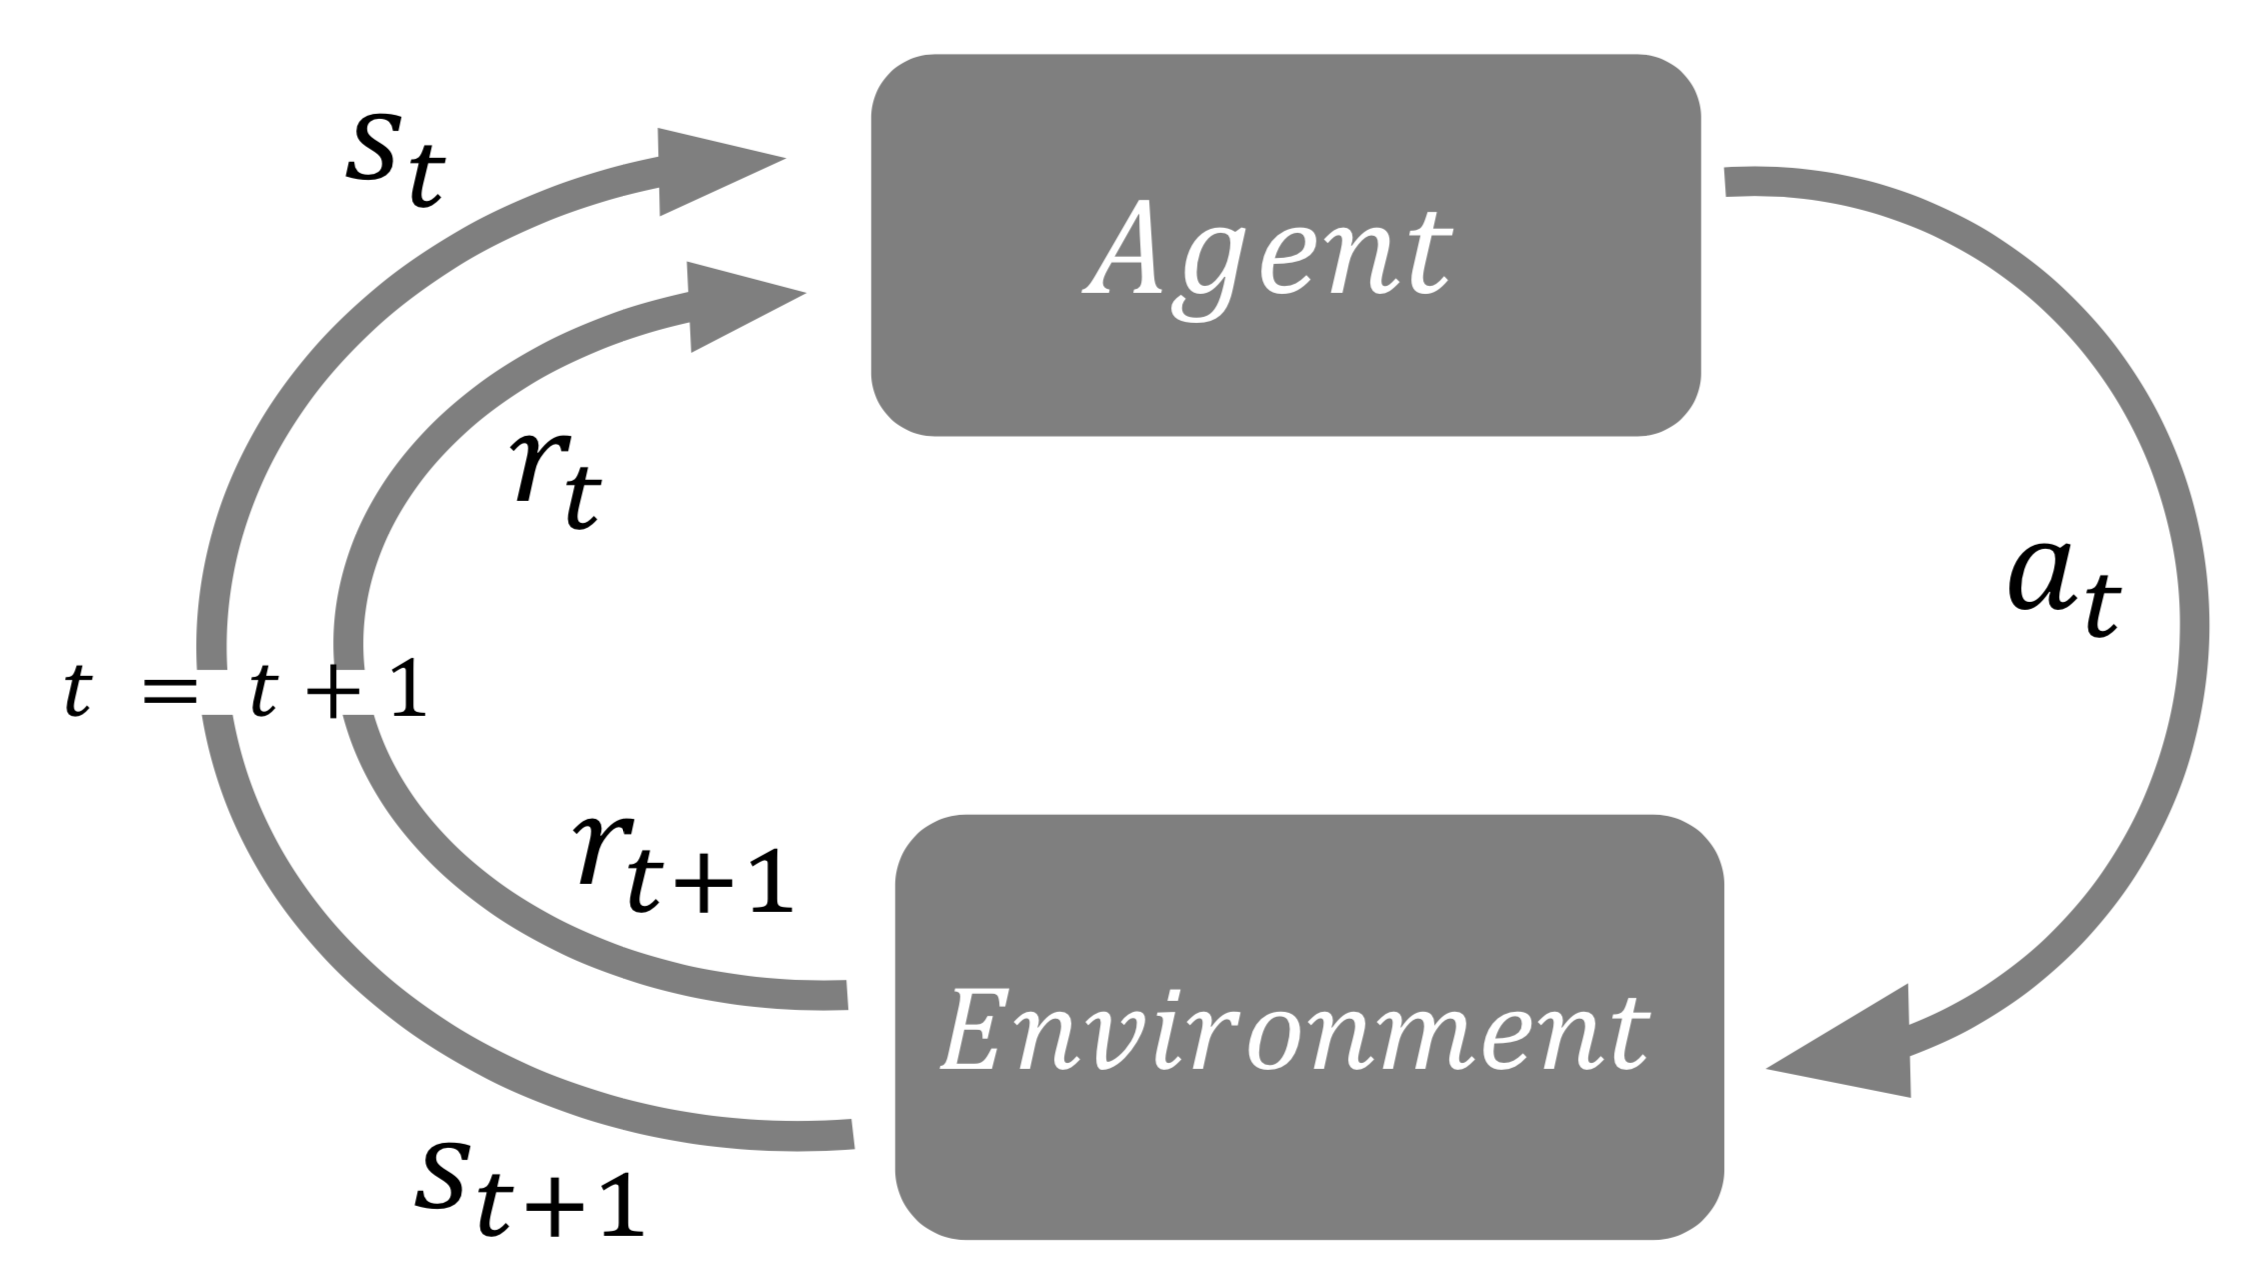 s_t
Agent
r_t
a_t
t = t + 1
r_{t+1}
Environment
s_{t+1}